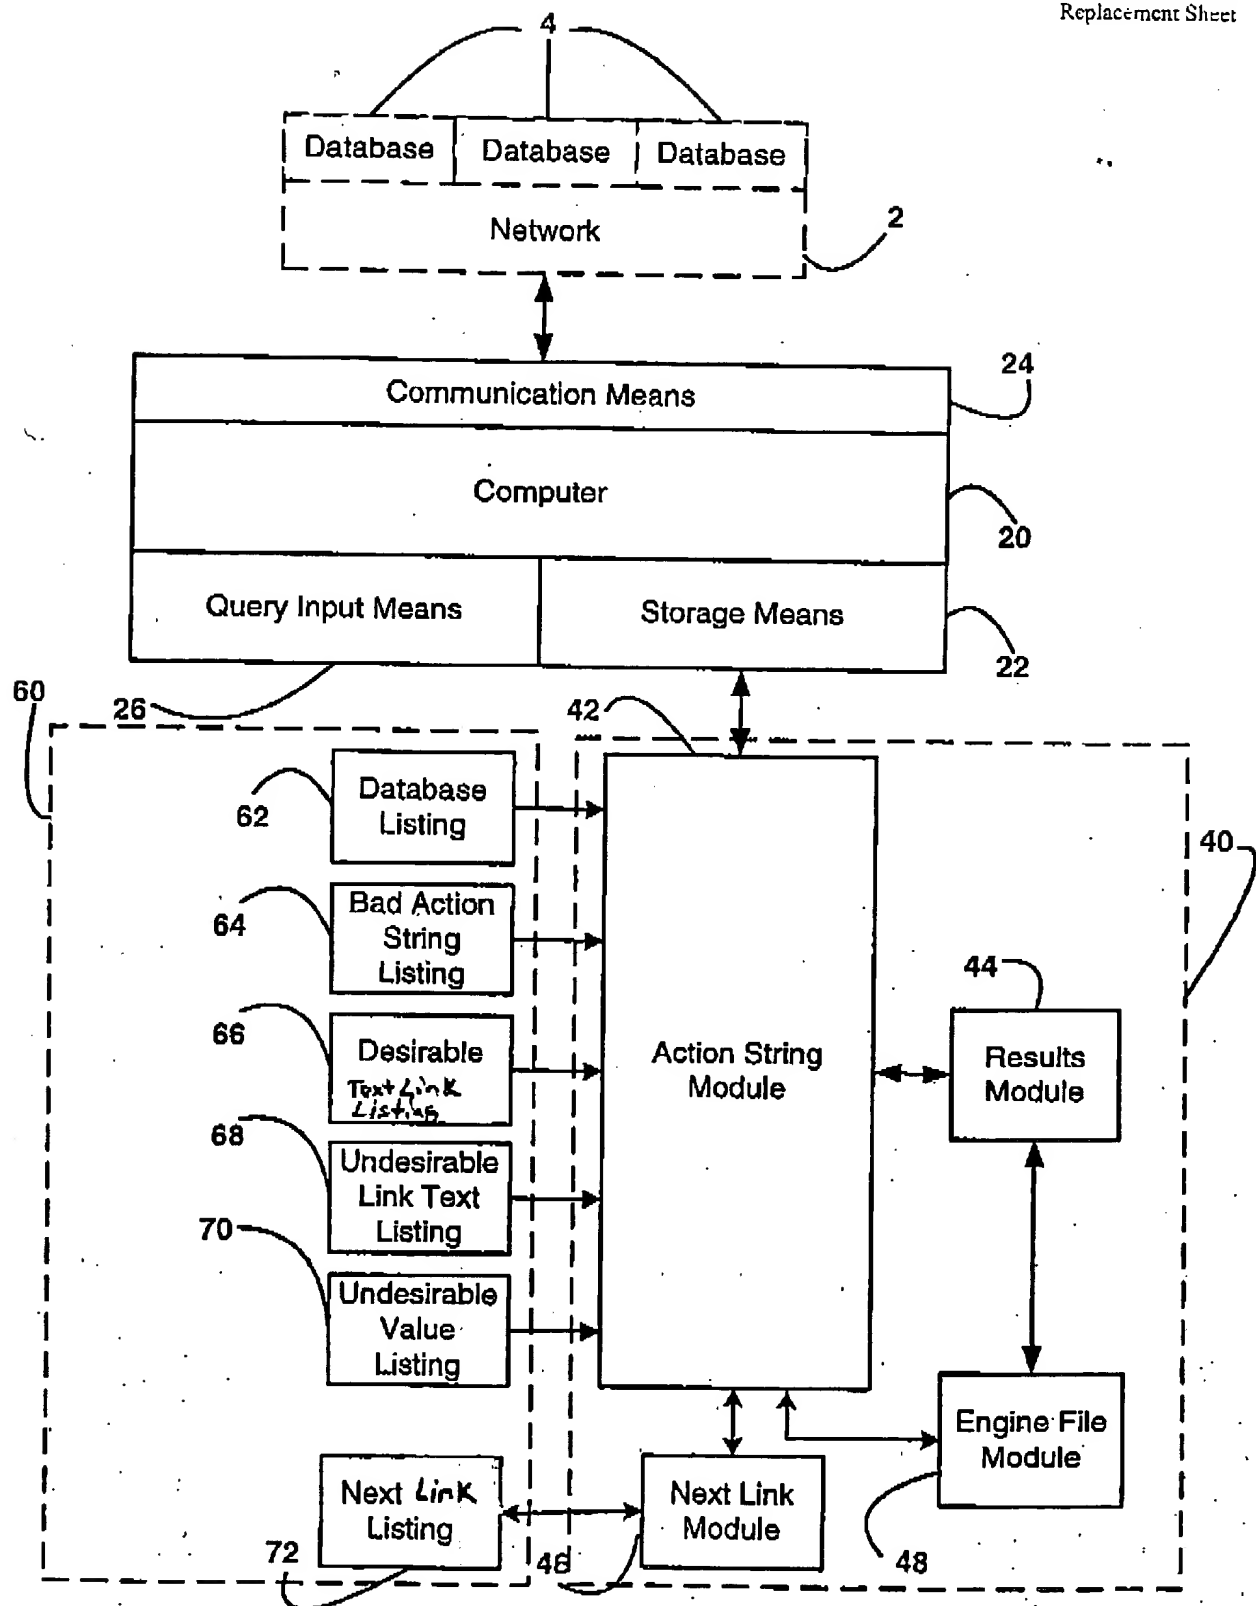 Replacement Sheet
4
Database Database Database
Network
2
Communication Means
24
Computer
20
Query Input Means
Storage Means
22
26
60
42
Database
Listing
62
Bad Action
String
Listing
64
Desirable
Text Link
Listing
66
Undesirable
Link Text
Listing
68
Undesirable
Value
Listing
70
Action String
Module
40
44
Results
Module
Engine File
Module
48
Next Link
Listing
72
Next Link
Module
46